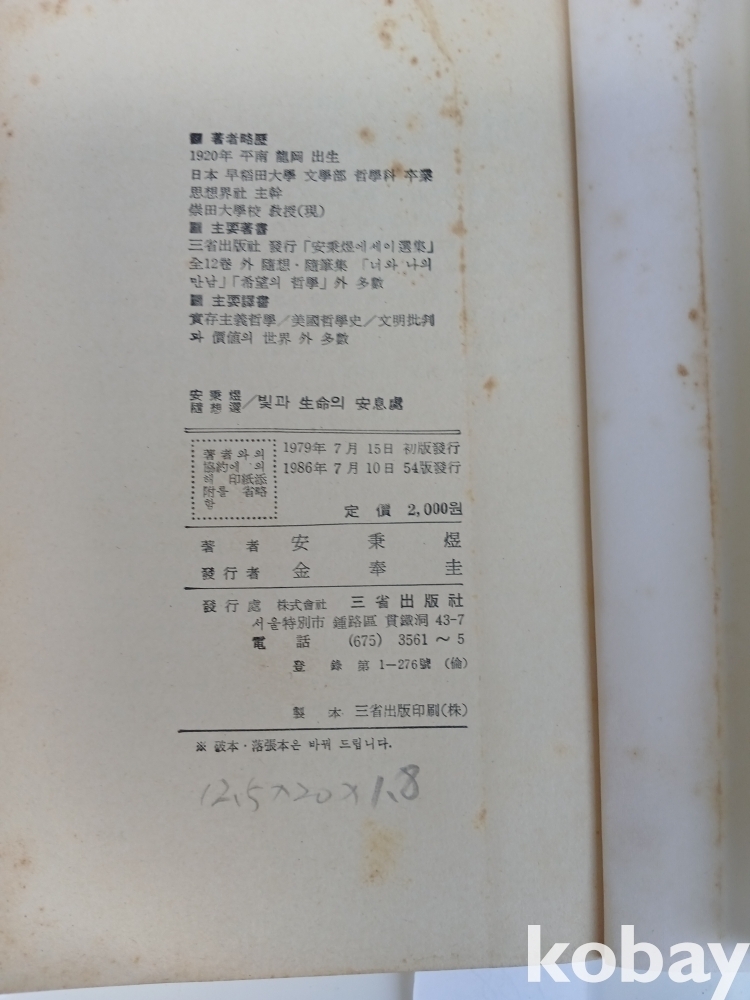 ▩ 著者略歷
1920年 平南 龍岡 出生
日本 早稻田大學 文學部 哲學科 卒業
思想界社 主幹
崇田大學校 敎授(現)
▩ 主要著書
三省出版社 發行「安秉煜에세이選集」
全12卷 外 隨想·隨筆集 「너와 나의
만남」「希望의 哲學」外 多數
▩ 主要譯書
實存主義哲學/美國哲學史/文明批判
과 價値의 世界 外 多數
安秉煜
隨想選/빛과 生命의 安息處
著者와의
協約에 의
해 印紙添
附를 省略
함
1979年 7月 15日 初版發行
1986年 7月 10日 54版發行
定價 2,000원
著者 安秉煜
發行者 金奉圭
發行處 株式會社 三省出版社
서울特別市 鍾路區 貫鐵洞 43-7
電話 (675) 3561~5
登錄 第1-276號 (倫)
製本 三省出版印刷(株)
※ 破本·落張本은 바꿔 드립니다.
12.5×20×1.8
kobay